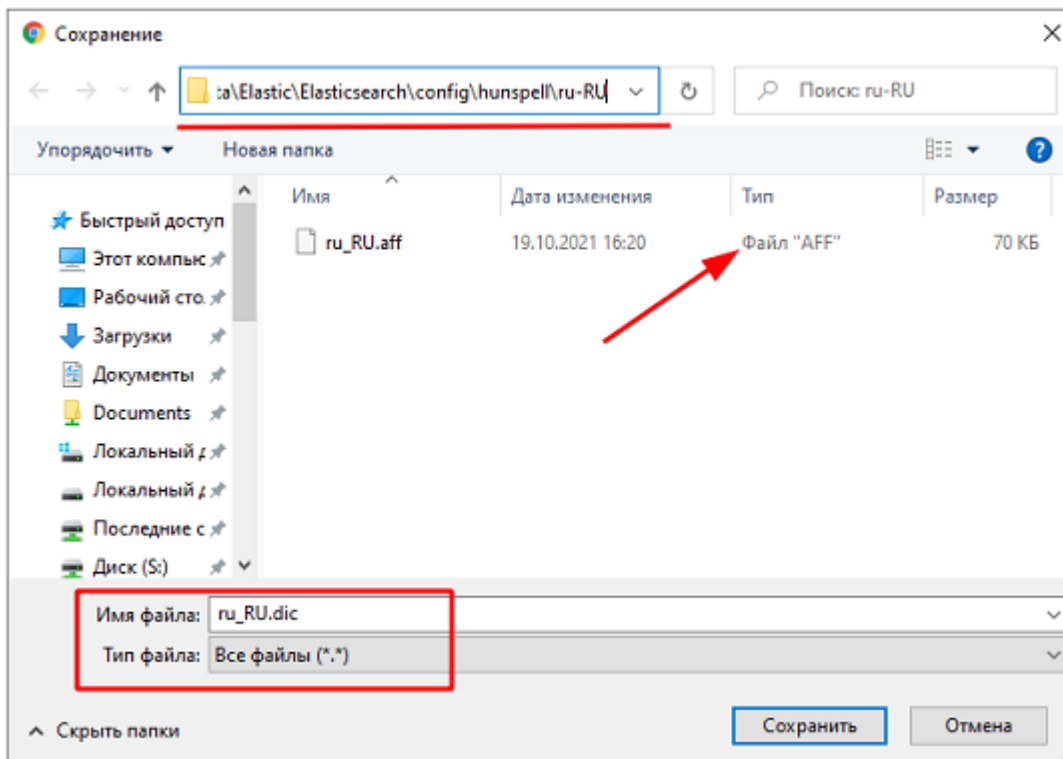 Сохранение
:a\Elastic\Elasticsearch\config\hunspell\ru-RU
Поиск: ru-RU
Упорядочить
Новая папка
Имя
Дата изменения
Тип
Размер
ru_RU.aff
19.10.2021 16:20
Файл "AFF"
70 КБ
Быстрый доступ
Этот компьк
Рабочий сто.
Загрузки
Документы
Documents
Локальный д
Локальный д
Последние с
Диск (S:)
Имя файла: ru_RU.dic
Тип файла: Все файлы (*.*)
Скрыть папки
Сохранить
Отмена